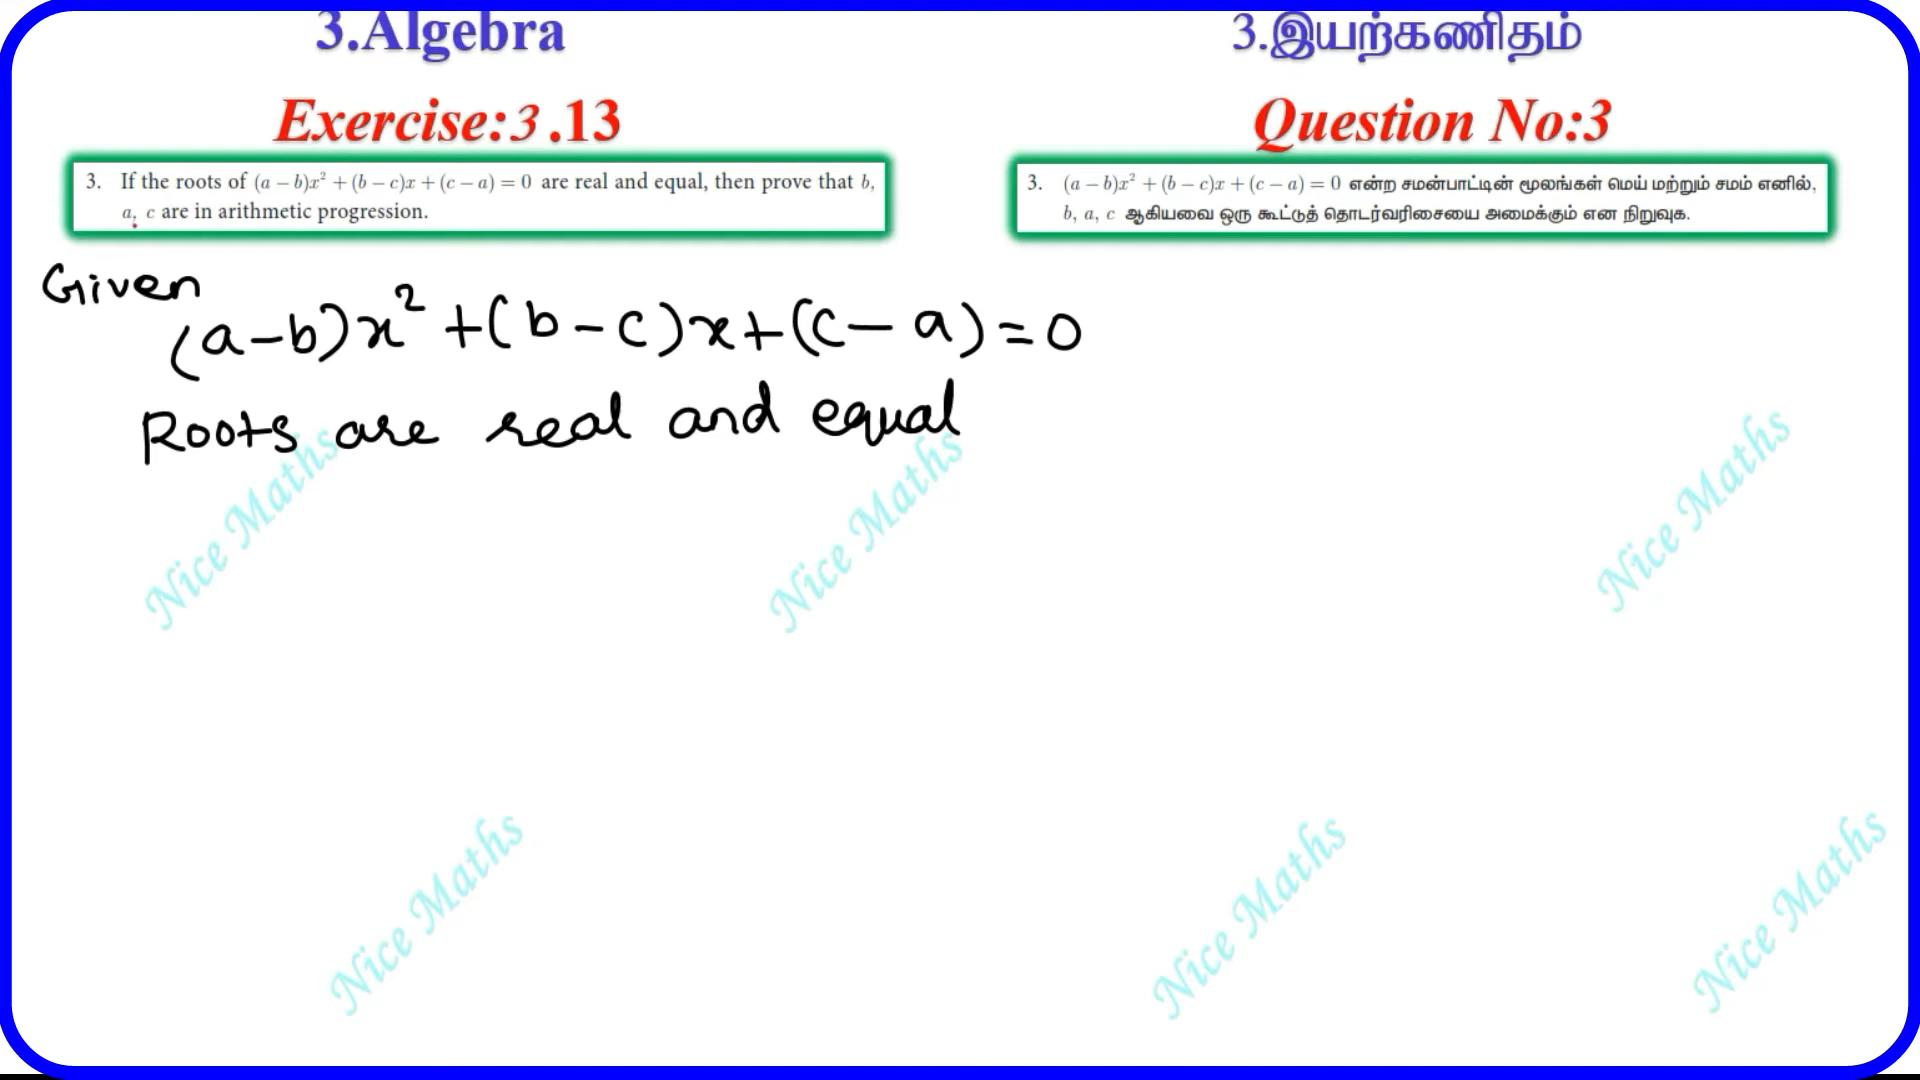 3.Algebra
Exercise:3.13
3. If the roots of (a – b)x² + (b – c)x + (c – a) = 0 are real and equal, then prove that b,
a, c are in arithmetic progression.
3.இயற்கணிதம்
Question No:3
3. (a – b)x² + (b – c)x + (c – a) = 0 என்ற சமன்பாட்டின் மூலங்கள் மெய் மற்றும் சமம் எனில்,
b, a, c ஆகியவை ஒரு கூட்டுத் தொடர்வரிசையை அமைக்கும் என நிறுவுக.
Given
(a-b)x² +(b-c)x+(c-a)=0
Roots are real and equal
Nice Maths
Nice Maths
Nice Maths
Nice Maths
Nice Maths
Nice Maths